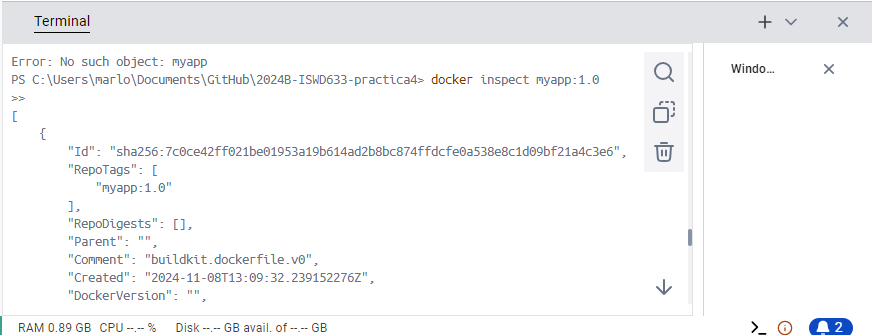 Terminal
Error: No such object: myapp
PS C:\Users\marlo\Documents\GitHub\2024B-ISWD633-practica4> docker inspect myapp:1.0
>>
[
    {
        "Id": "sha256:7c0ce42ff021be01953a19b614ad2b8bc874ffdcfe0a538e8c1d09bf21a4c3e6",
        "RepoTags": [
            "myapp:1.0"
        ],
        "RepoDigests": [],
        "Parent": "",
        "Comment": "buildkit.dockerfile.v0",
        "Created": "2024-11-08T13:09:32.239152276Z",
        "DockerVersion": "",
Windo...
RAM 0.89 GB CPU --.-- % Disk --.-- GB avail. of --.-- GB
2